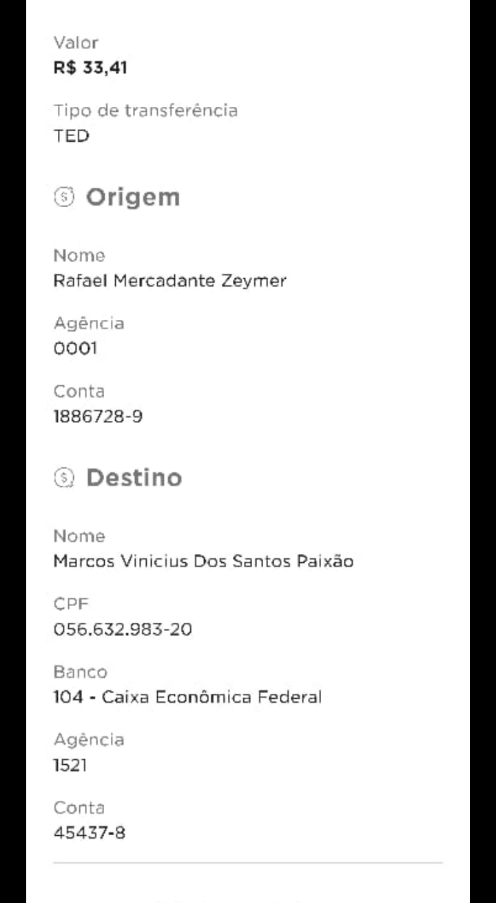 Valor
R$ 33,41
Tipo de transferência
TED
Origem
Nome
Rafael Mercadante Zeymer
Agência
0001
Conta
1886728-9
Destino
Nome
Marcos Vinicius Dos Santos Paixão
CPF
056.632.983-20
Banco
104 - Caixa Econômica Federal
Agência
1521
Conta
45437-8